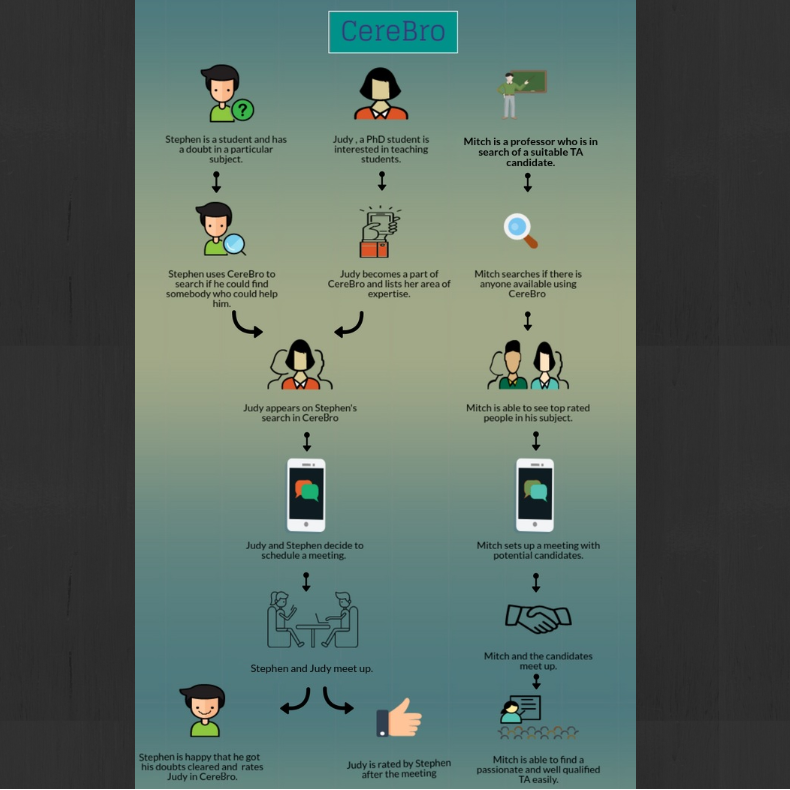 CereBro
Stephen is a student and has
a doubt in a particular
subject.
Judy , a PhD student is
interested in teaching
students.
Mitch is a professor who is in
search of a suitable TA
candidate.
Stephen uses CereBro to
search if he could find
somebody who could help
him.
Judy becomes a part of
CereBro and lists her area of
expertise.
Mitch searches if there is
anyone available using
CereBro
Judy appears on Stephen's
search in CereBro
Mitch is able to see top rated
people in his subject.
Judy and Stephen decide to
schedule a meeting.
Mitch sets up a meeting with
potential candidates.
Stephen and Judy meet up.
Mitch and the candidates
meet up.
Stephen is happy that he got
his doubts cleared and rates
Judy in CereBro.
Judy is rated by Stephen
after the meeting
Mitch is able to find a
passionate and well qualified
TA easily.